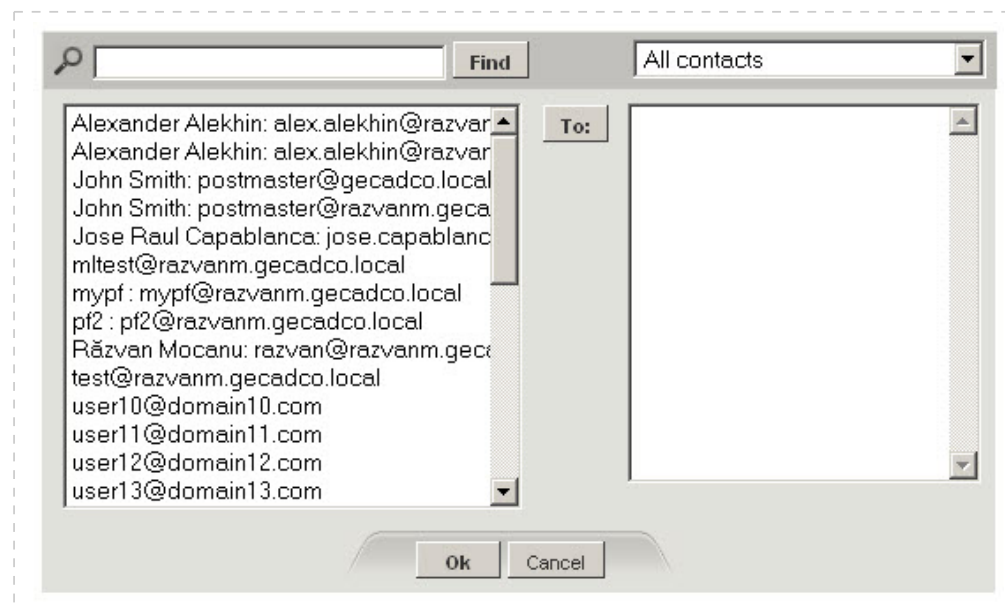 Find
All contacts
Alexander Alekhin: alex.alekhin@razvan
Alexander Alekhin: alex.alekhin@razvar
John Smith: postmaster@gecadco.local
John Smith: postmaster@razvanm.geca
Jose Raul Capablanca: jose.capablanc
mltest@razvanm.gecadco.local
mypf : mypf@razvanm.gecadco.local
pf2 : pf2@razvanm.gecadco.local
Răzvan Mocanu: razvan@razvanm.geca
test@razvanm.gecadco.local
user10@domain10.com
user11@domain11.com
user12@domain12.com
user13@domain13.com
To:
Ok
Cancel